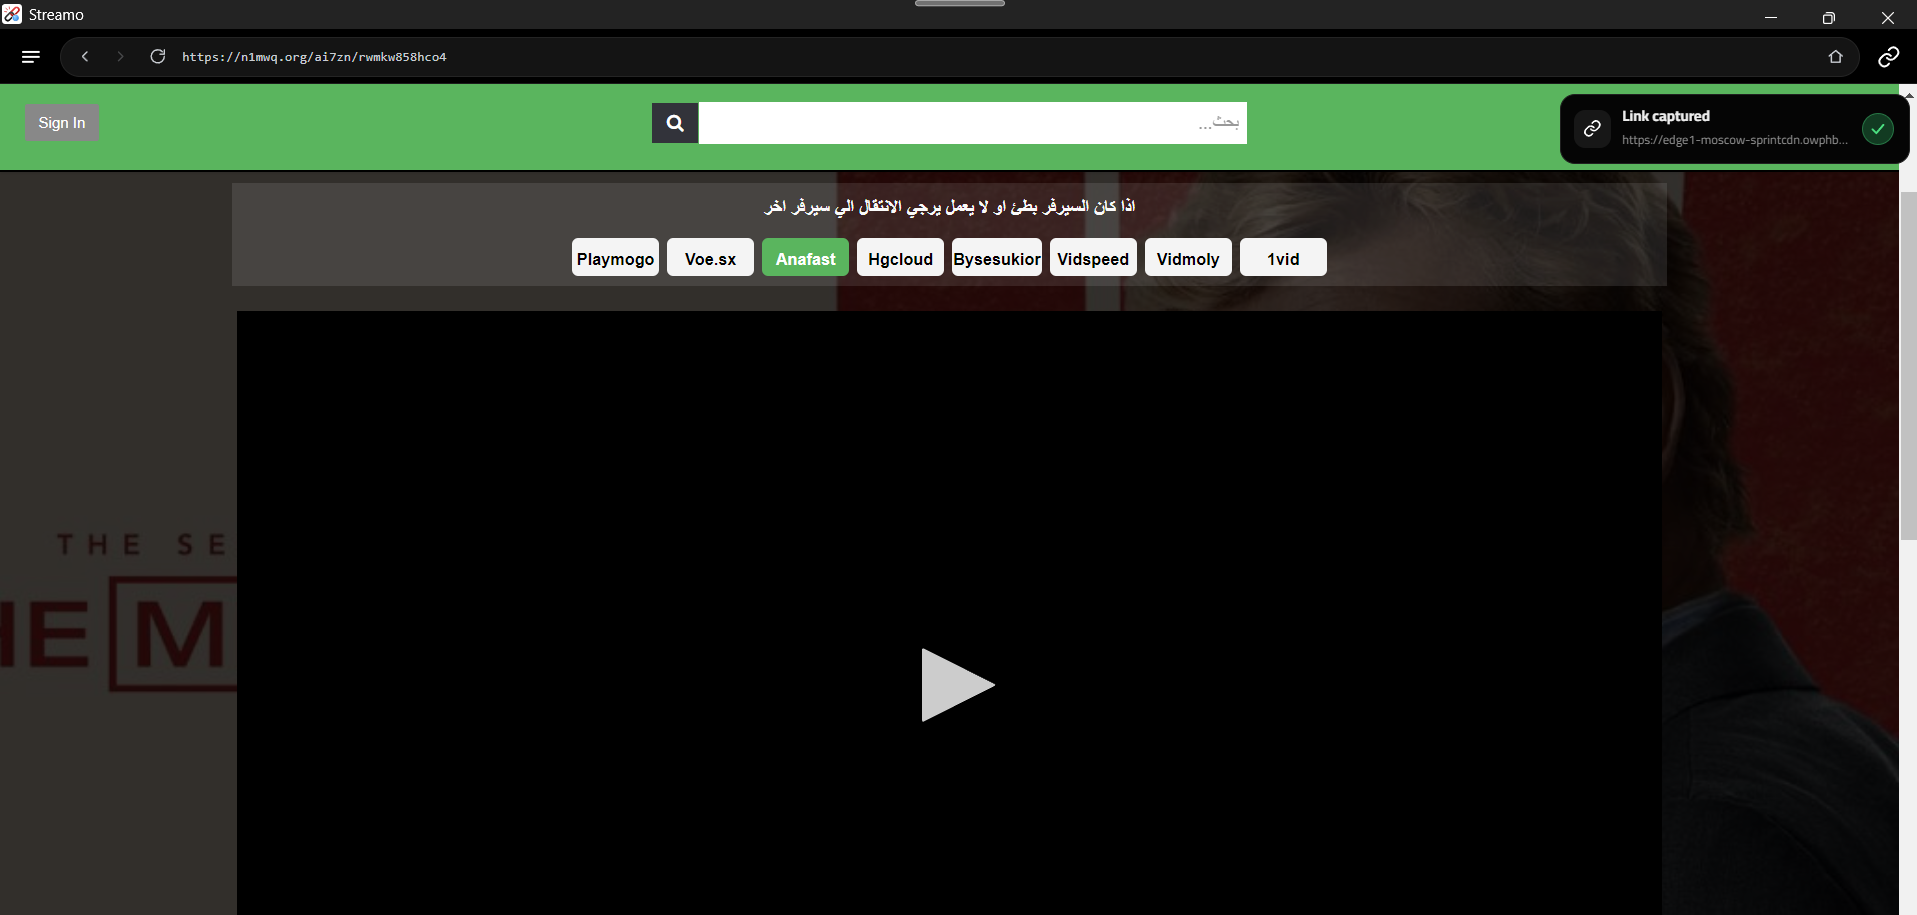 Streamo
https://n1mwq.org/ai7zn/rwmkw858hco4
Sign In
بحث...
Link captured
https://edge1-moscow-sprintcdn.owphb...
اذا كان السيرفر بطئ او لا يعمل يرجي الانتقال الي سيرفر اخر
Playmogo
Voe.sx
Anafast
Hgcloud
Bysesukior
Vidspeed
Vidmoly
1vid
THE SE
HE M